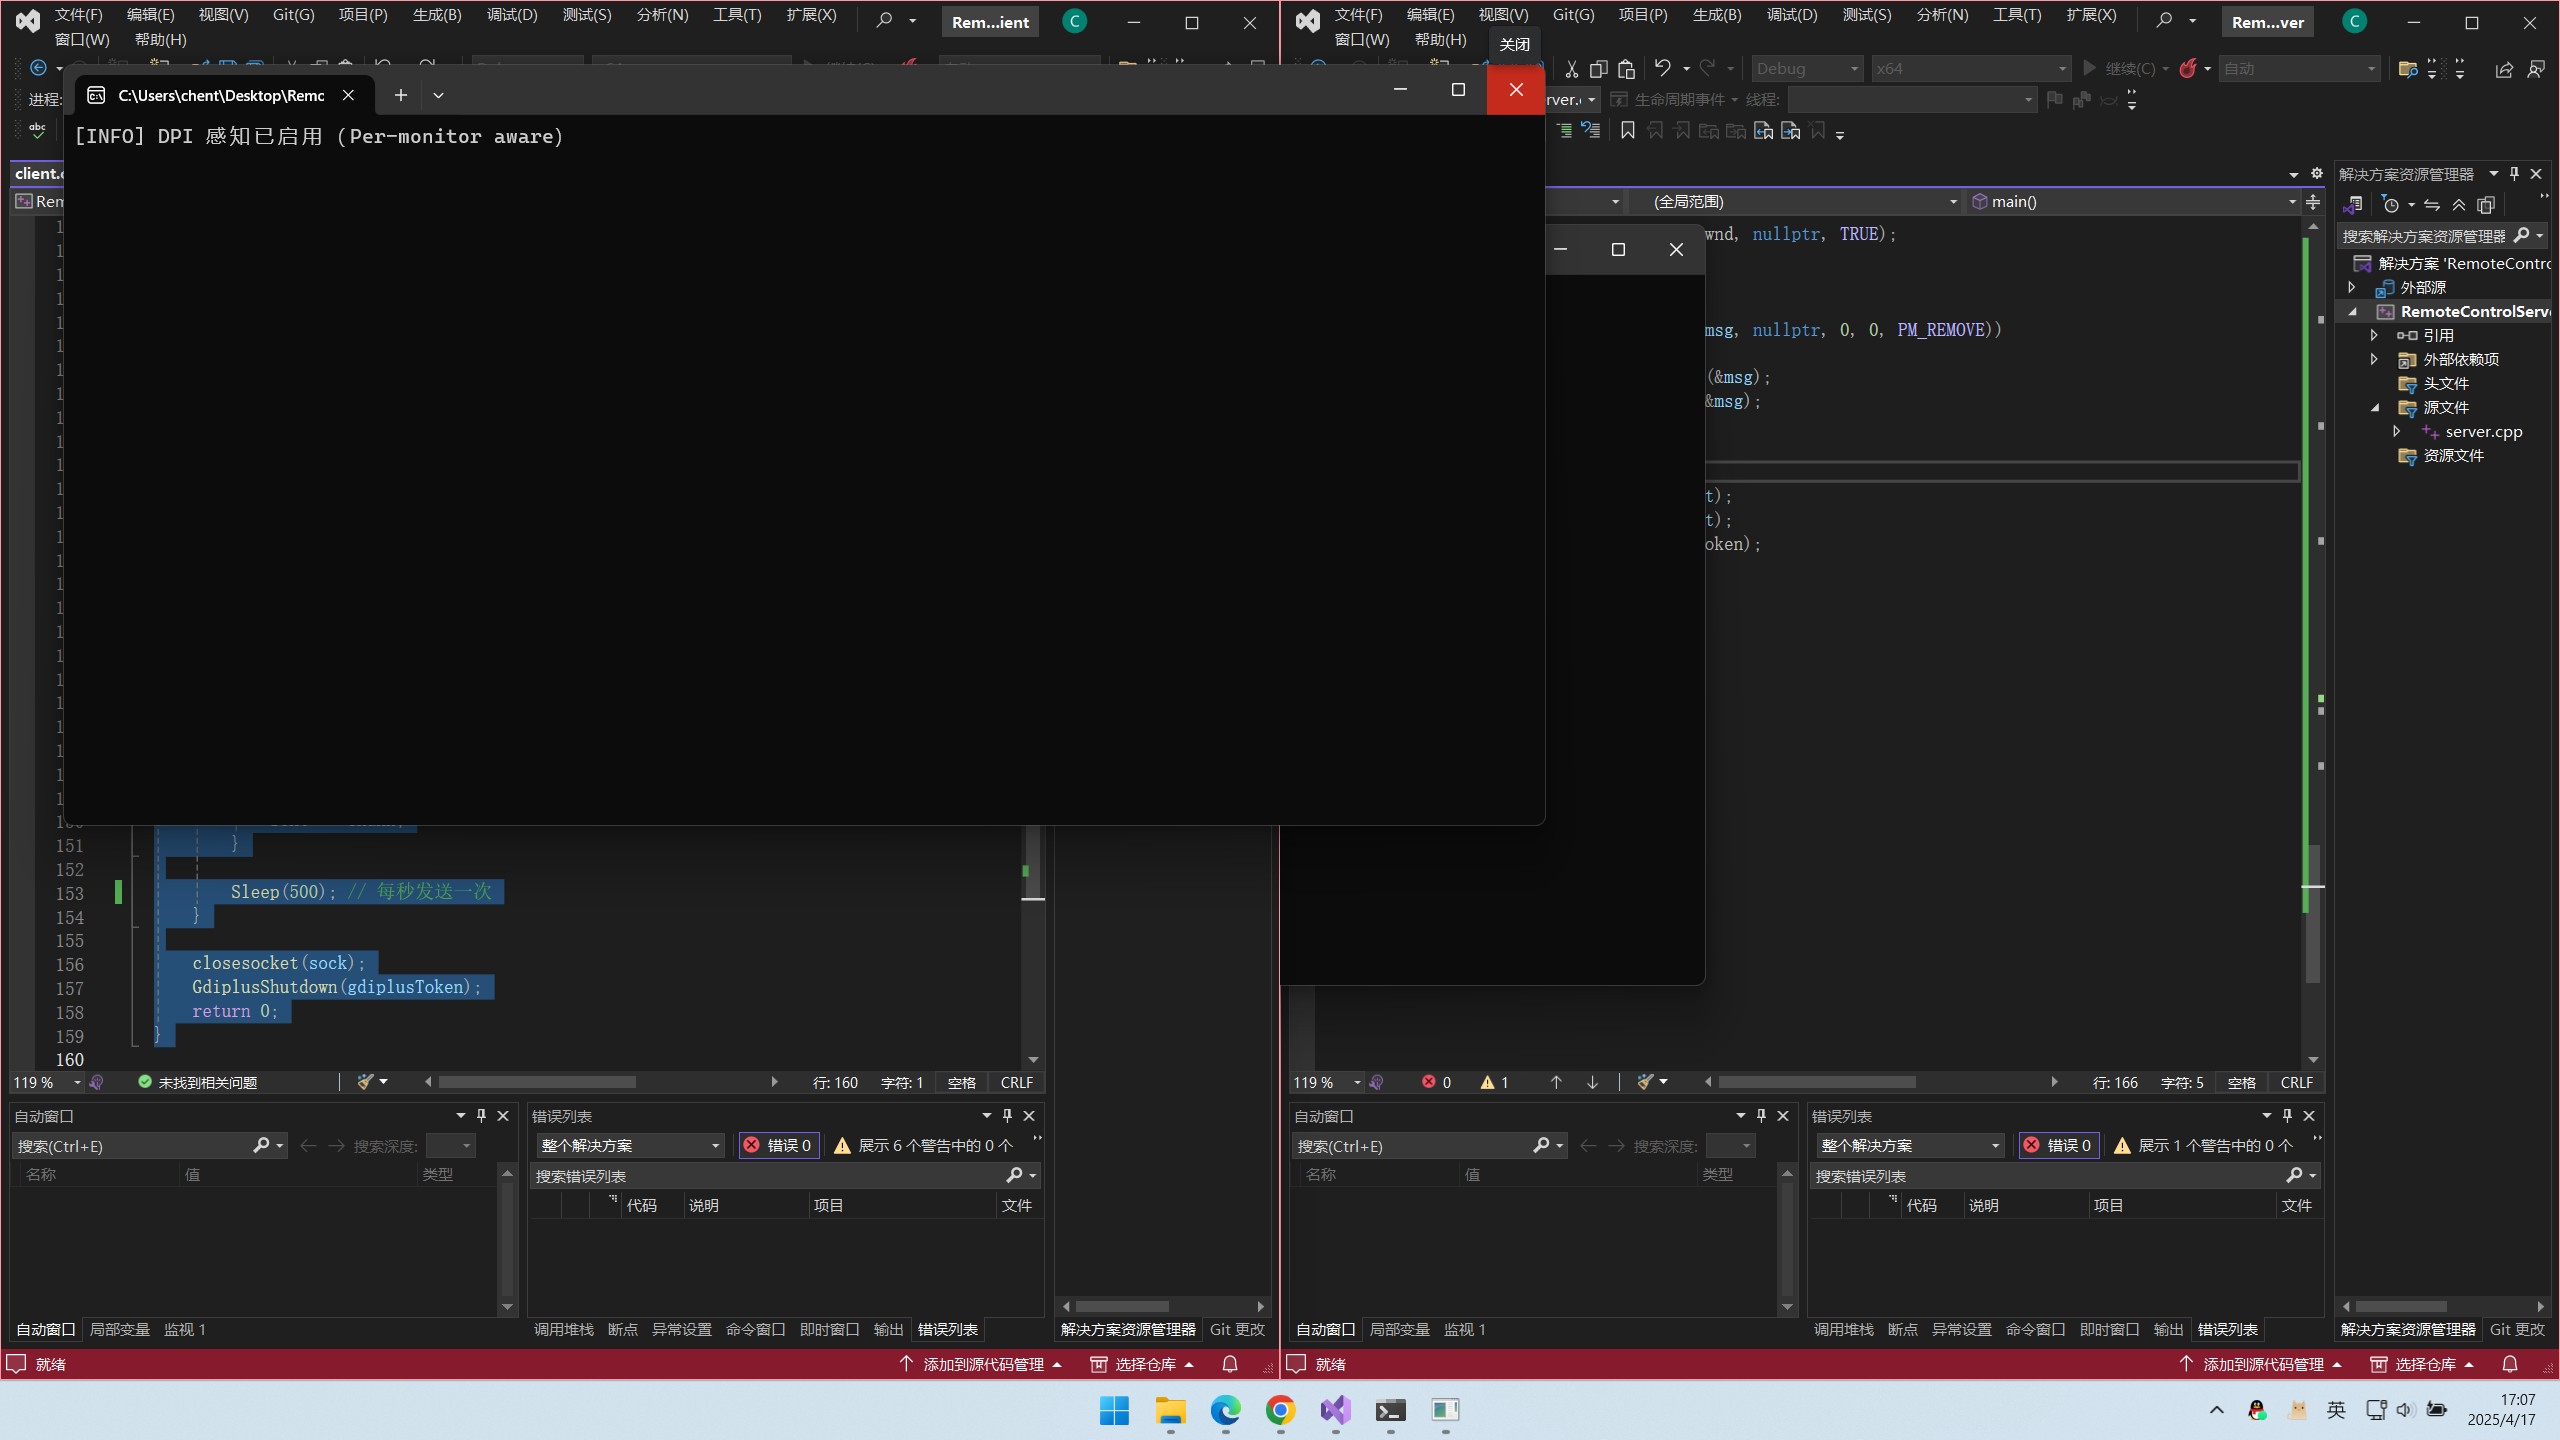 文件(F) 编辑(E) 视图(V) Git(G) 项目(P) 生成(B) 调试(D) 测试(S) 分析(N) 工具(T) 扩展(X) Rem...ient C
窗口(W) 帮助(H)
进程:
client.c
Rem
C:\Users\chent\Desktop\Remc
[INFO] DPI 感知已启用 (Per-monitor aware)
关闭
151 }
152
153 Sleep(500); // 每秒发送一次
154 }
155
156 closesocket(sock);
157 GdiplusShutdown(gdiplusToken);
158 return 0;
159 }
160
119 % 未找到相关问题 行: 160 字符: 1 空格 CRLF
自动窗口
搜索(Ctrl+E) 搜索深度:
名称 值 类型
自动窗口 局部变量 监视 1
错误列表
整个解决方案 错误 0 展示 6 个警告中的 0 个
搜索错误列表
代码 说明 项目 文件
调用堆栈 断点 异常设置 命令窗口 即时窗口 输出 错误列表
解决方案资源管理器 Git 更改
就绪 添加到源代码管理 选择仓库
文件(F) 编辑(E) 视图(V) Git(G) 项目(P) 生成(B) 调试(D) 测试(S) 分析(N) 工具(T) 扩展(X) Rem...ver C
窗口(W) 帮助(H)
Debug x64 继续(C) 自动
rver. 生命周期事件 线程:
(全局范围) main()
wnd, nullptr, TRUE);
msg, nullptr, 0, 0, PM_REMOVE))
(&msg);
&msg);
t);
t);
oken);
解决方案资源管理器
搜索解决方案资源管理器
解决方案 'RemoteContro
外部源
RemoteControlServe
引用
外部依赖项
头文件
源文件
server.cpp
资源文件
119 % 0 1 行: 166 字符: 5 空格 CRLF
自动窗口
搜索(Ctrl+E) 搜索深度:
名称 值 类型
自动窗口 局部变量 监视 1
错误列表
整个解决方案 错误 0 展示 1 个警告中的 0 个
搜索错误列表
代码 说明 项目 文件
调用堆栈 断点 异常设置 命令窗口 即时窗口 输出 错误列表
解决方案资源管理器 Git 更改
就绪 添加到源代码管理 选择仓库
英
17:07
2025/4/17